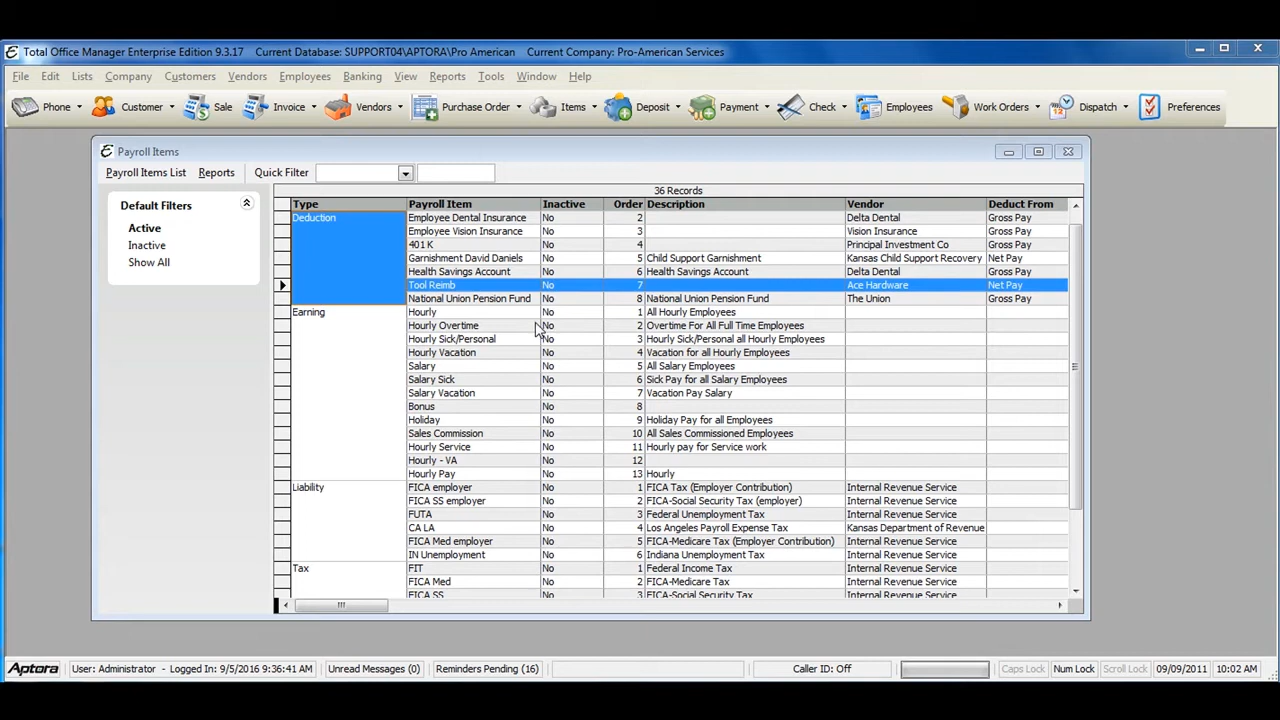 Total Office Manager Enterprise Edition 9.3.17 Current Database: SUPPORT04\APTORA\Pro American Current Company: Pro-American Services
File Edit Lists Company Customers Vendors Employees Banking View Reports Tools Window Help
Phone Customer Sale Invoice Vendors Purchase Order Items Deposit Payment Check Employees Work Orders Dispatch Preferences
Payroll Items
Payroll Items List Reports Quick Filter
36 Records
Default Filters
Active
Inactive
Show All
Type Payroll Item Inactive Order Description Vendor Deduct From
Deduction Employee Dental Insurance No 2 Delta Dental Gross Pay
Employee Vision Insurance No 3 Vision Insurance Gross Pay
401 K No 4 Principal Investment Co Gross Pay
Garnishment David Daniels No 5 Child Support Garnishment Kansas Child Support Recovery Net Pay
Health Savings Account No 6 Health Savings Account Delta Dental Gross Pay
Tool Reimb No 7 Ace Hardware Net Pay
National Union Pension Fund No 8 National Union Pension Fund The Union Gross Pay
Earning Hourly No 1 All Hourly Employees
Hourly Overtime No 2 Overtime For All Full Time Employees
Hourly Sick/Personal No 3 Hourly Sick/Personal all Hourly Employees
Hourly Vacation No 4 Vacation for all Hourly Employees
Salary No 5 All Salary Employees
Salary Sick No 6 Sick Pay for all Salary Employees
Salary Vacation No 7 Vacation Pay Salary
Bonus No 8
Holiday No 9 Holiday Pay for all Employees
Sales Commission No 10 All Sales Commissioned Employees
Hourly Service No 11 Hourly pay for Service work
Hourly - VA No 12
Hourly Pay No 13 Hourly
Liability FICA employer No 1 FICA Tax (Employer Contribution) Internal Revenue Service
FICA SS employer No 2 FICA-Social Security Tax (employer) Internal Revenue Service
FUTA No 3 Federal Unemployment Tax Internal Revenue Service
CA LA No 4 Los Angeles Payroll Expense Tax Kansas Department of Revenue
FICA Med employer No 5 FICA-Medicare Tax (Employer Contribution) Internal Revenue Service
IN Unemployment No 6 Indiana Unemployment Tax Internal Revenue Service
Tax FIT No 1 Federal Income Tax Internal Revenue Service
FICA Med No 2 FICA-Medicare Tax Internal Revenue Service
FICA SS No 3 FICA-Social Security Tax Internal Revenue Service
Aptora User: Administrator - Logged In: 9/5/2016 9:36:41 AM Unread Messages (0) Reminders Pending (16) Caller ID: Off Caps Lock Num Lock Scroll Lock 09/09/2011 10:02 AM